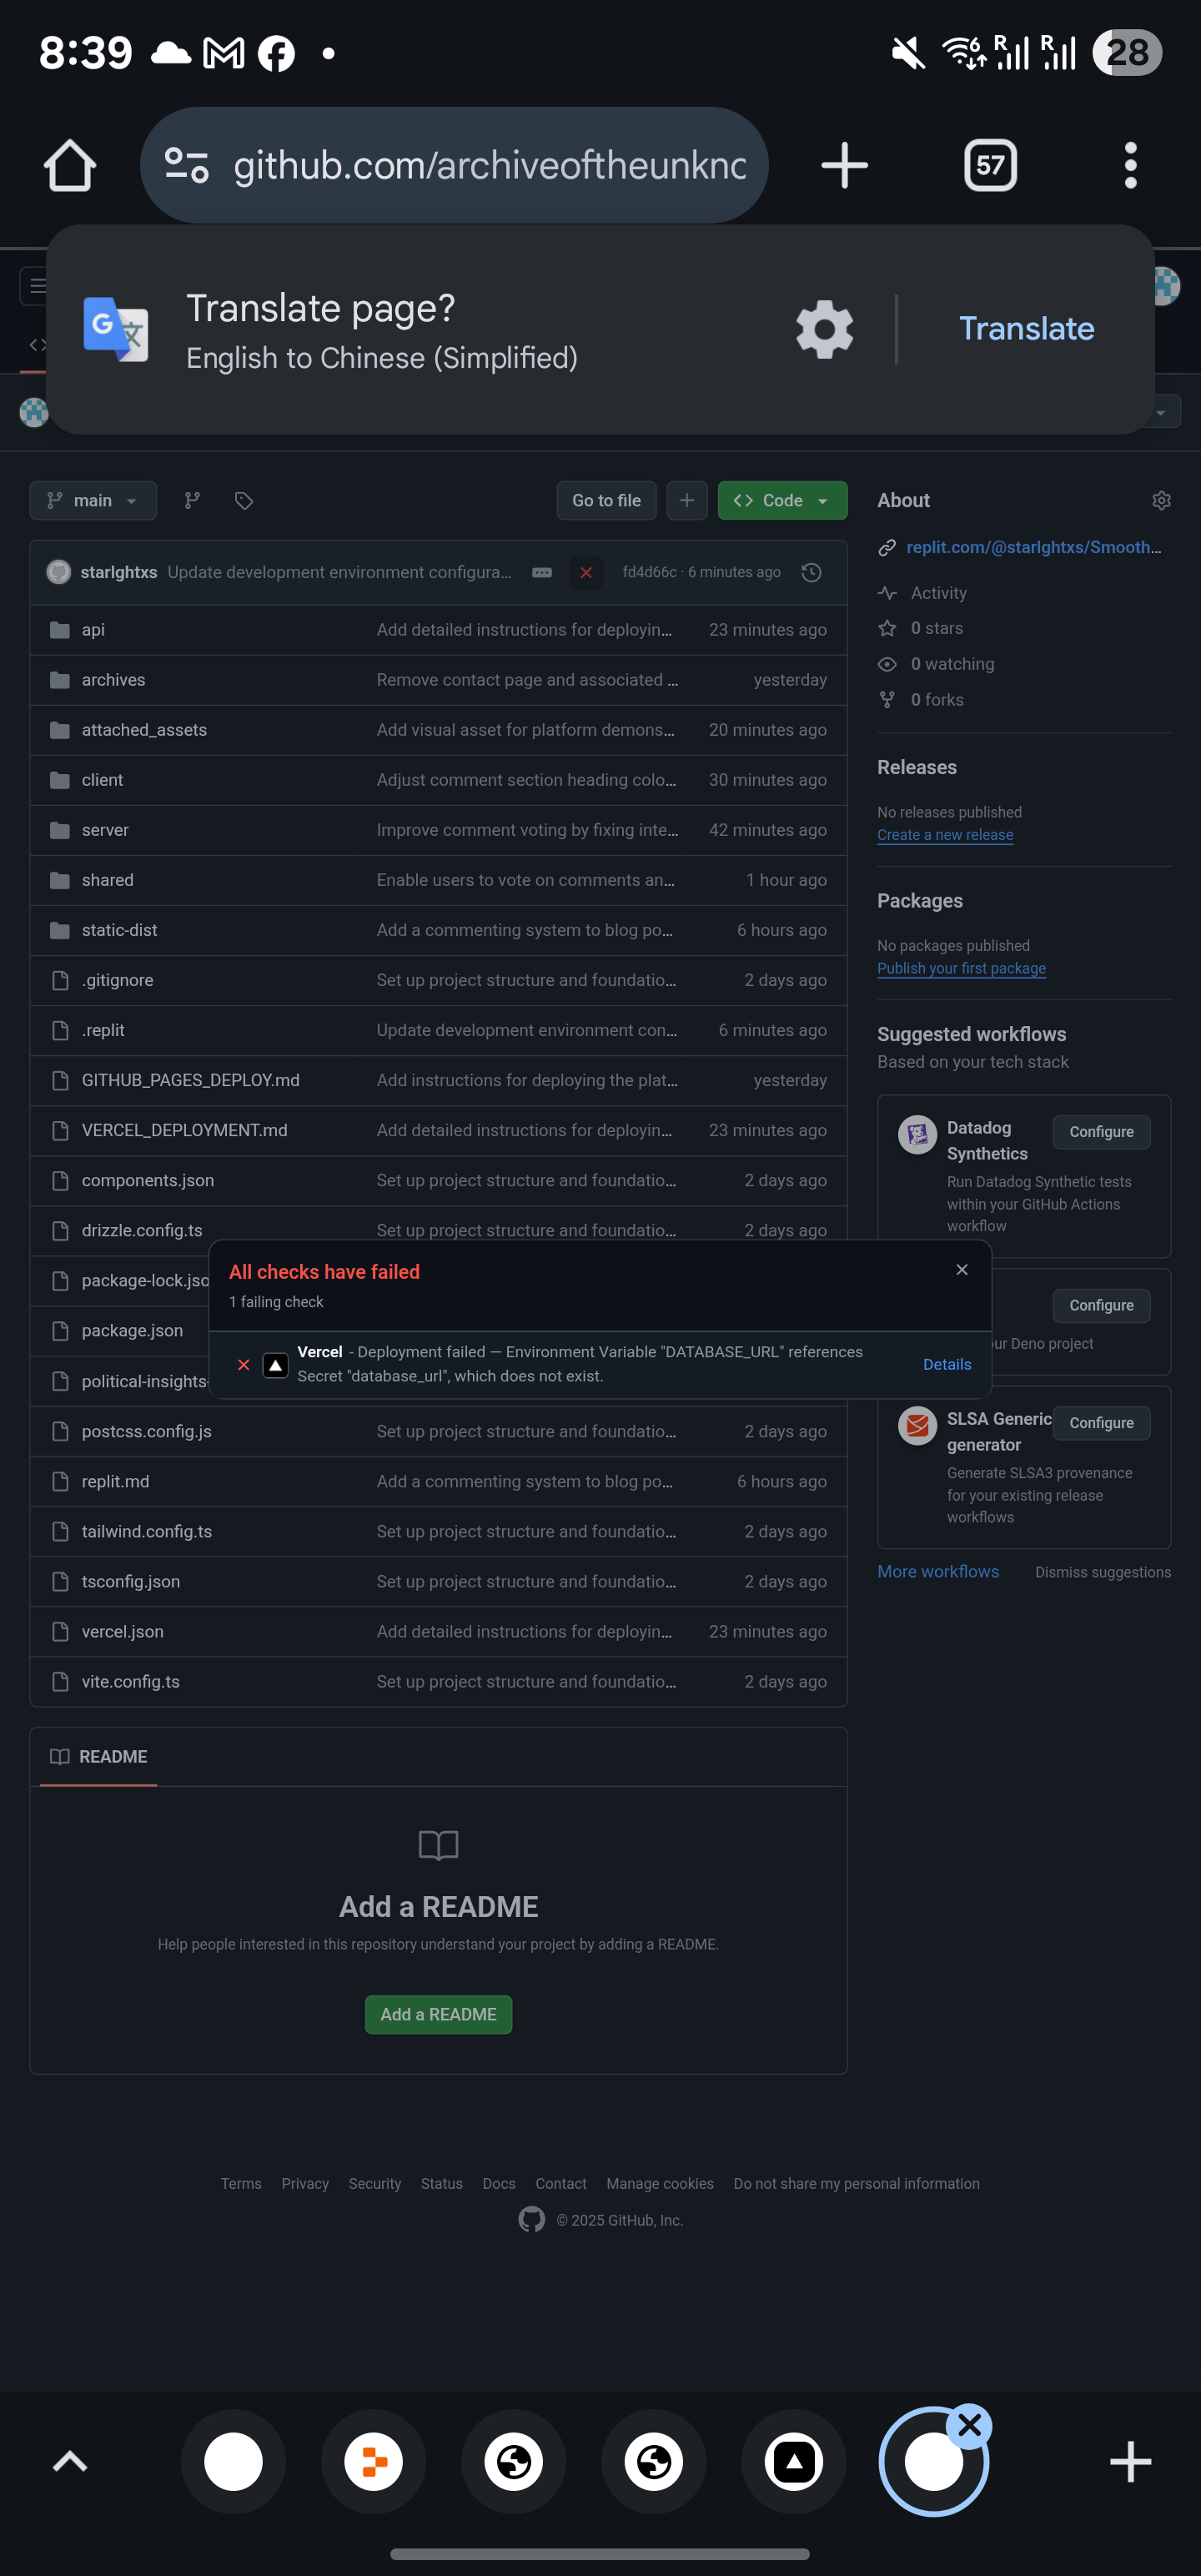 8:39
R
R
28
github.com/archiveoftheunkno
57
Translate page?
English to Chinese (Simplified)
Translate
main
Go to file
Code
starlghtxs Update development environment configura... fd4d66c · 6 minutes ago
api Add detailed instructions for deployin... 23 minutes ago
archives Remove contact page and associated ... yesterday
attached_assets Add visual asset for platform demons... 20 minutes ago
client Adjust comment section heading colo... 30 minutes ago
server Improve comment voting by fixing inte... 42 minutes ago
shared Enable users to vote on comments an... 1 hour ago
static-dist Add a commenting system to blog po... 6 hours ago
.gitignore Set up project structure and foundatio... 2 days ago
.replit Update development environment con... 6 minutes ago
GITHUB_PAGES_DEPLOY.md Add instructions for deploying the plat... yesterday
VERCEL_DEPLOYMENT.md Add detailed instructions for deployin... 23 minutes ago
components.json Set up project structure and foundatio... 2 days ago
drizzle.config.ts Set up project structure and foundatio... 2 days ago
package-lock.jso
package.json
political-insights-
All checks have failed
1 failing check
Vercel - Deployment failed — Environment Variable "DATABASE_URL" references
Secret "database_url", which does not exist.
Details
postcss.config.js Set up project structure and foundatio... 2 days ago
replit.md Add a commenting system to blog po... 6 hours ago
tailwind.config.ts Set up project structure and foundatio... 2 days ago
tsconfig.json Set up project structure and foundatio... 2 days ago
vercel.json Add detailed instructions for deployin... 23 minutes ago
vite.config.ts Set up project structure and foundatio... 2 days ago
About
replit.com/@starlghtxs/Smooth...
Activity
0 stars
0 watching
0 forks
Releases
No releases published
Create a new release
Packages
No packages published
Publish your first package
Suggested workflows
Based on your tech stack
Datadog
Synthetics
Configure
Run Datadog Synthetic tests
within your GitHub Actions
workflow
Configure
ur Deno project
SLSA Generic
generator
Configure
Generate SLSA3 provenance
for your existing release
workflows
More workflows
Dismiss suggestions
README
Add a README
Help people interested in this repository understand your project by adding a README.
Add a README
Terms Privacy Security Status Docs Contact Manage cookies Do not share my personal information
© 2025 GitHub, Inc.